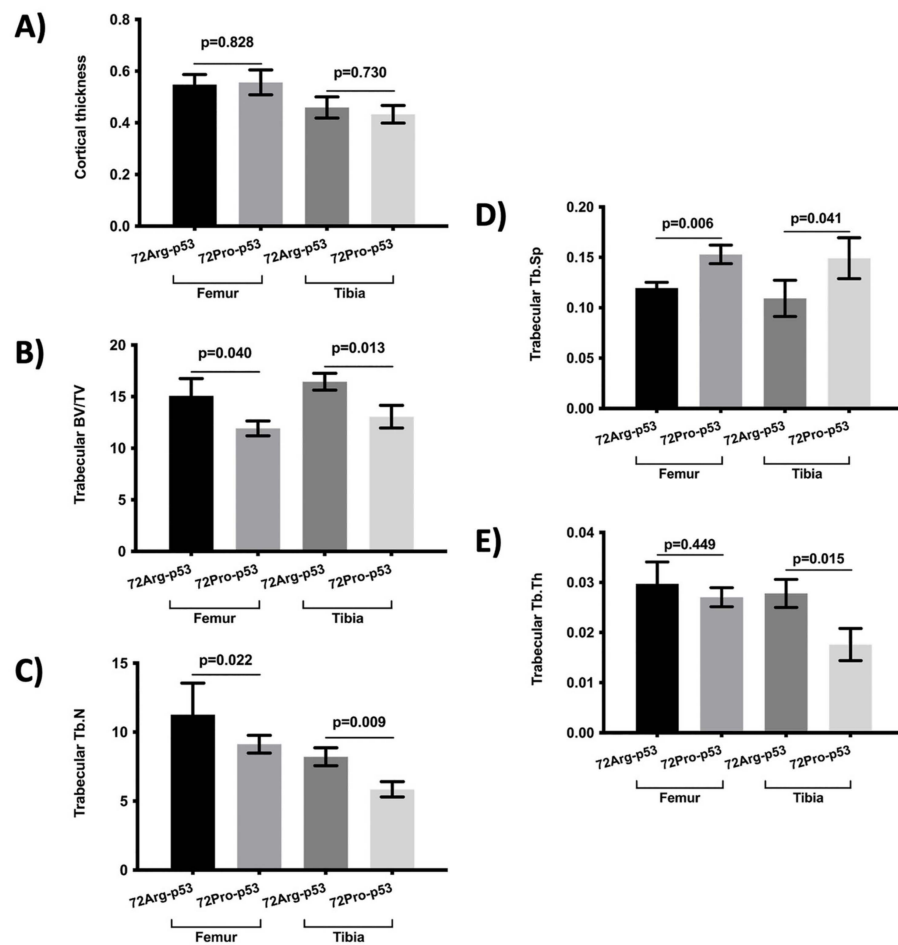 A)
Cortical thickness
0.8
0.6
0.4
0.2
0.0
p=0.828
p=0.730
72Arg-p53
72Pro-p53
72Arg-p53
72Pro-p53
Femur
Tibia
B)
Trabecular BV/TV
20
15
10
5
0
p=0.040
p=0.013
72Arg-p53
72Pro-p53
72Arg-p53
72Pro-p53
Femur
Tibia
C)
Trabecular Tb.N
15
10
5
0
p=0.022
p=0.009
72Arg-p53
72Pro-p53
72Arg-p53
72Pro-p53
Femur
Tibia
D)
Trabecular Tb.Sp
0.20
0.15
0.10
0.05
0.00
p=0.006
p=0.041
72Arg-p53
72Pro-p53
72Arg-p53
72Pro-p53
Femur
Tibia
E)
Trabecular Tb.Th
0.04
0.03
0.02
0.01
0.00
p=0.449
p=0.015
72Arg-p53
72Pro-p53
72Arg-p53
72Pro-p53
Femur
Tibia